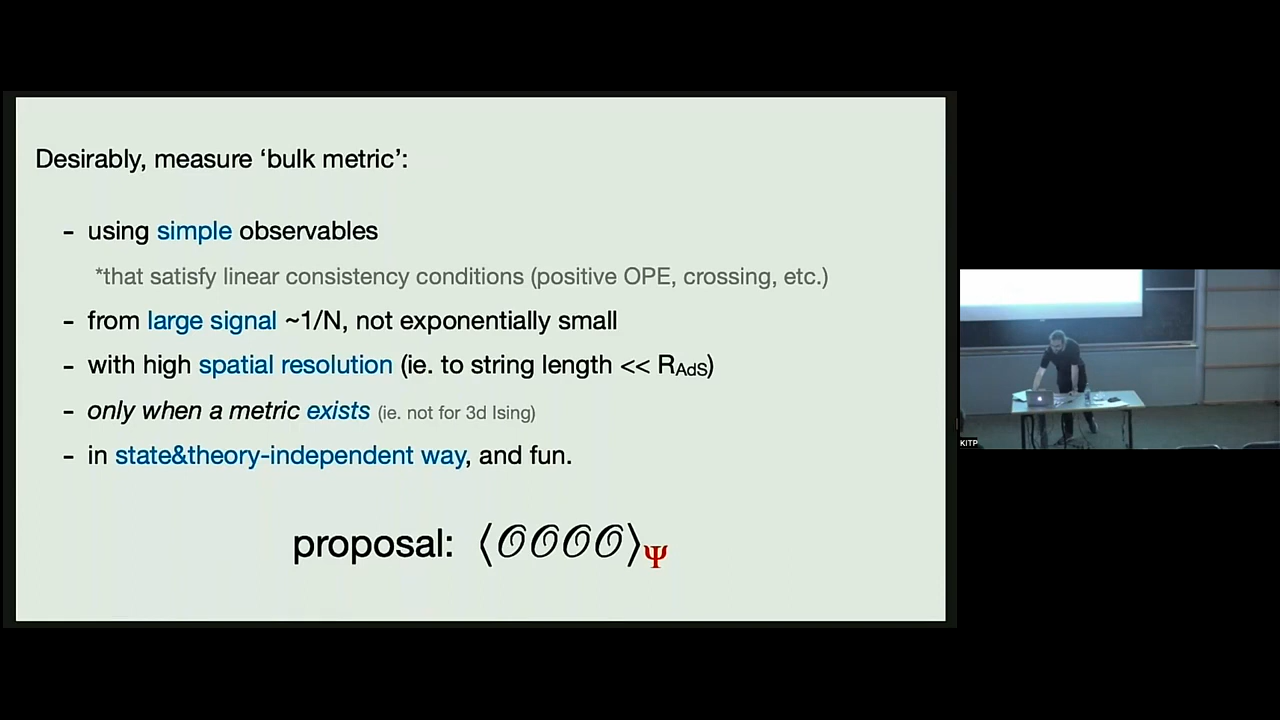 Desirably, measure ‘bulk metric’:
- using simple observables
*that satisfy linear consistency conditions (positive OPE, crossing, etc.)
- from large signal ~1/N, not exponentially small
- with high spatial resolution (ie. to string length << R_AdS)
- only when a metric exists (ie. not for 3d Ising)
- in state&theory-independent way, and fun.
proposal: ⟨𝒪𝒪𝒪𝒪⟩_Ψ
KITP